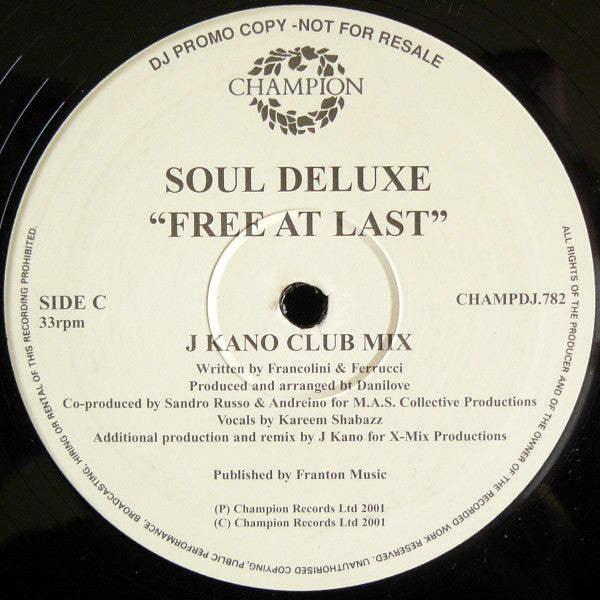 DJ PROMO COPY -NOT FOR RESALE
CHAMPION
SOUL DELUXE
“FREE AT LAST”
SIDE C
33rpm
CHAMPDJ.782
J KANO CLUB MIX
Written by Francolini & Ferrucci
Produced and arranged bt Danilove
Co-produced by Sandro Russo & Andreino for M.A.S. Collective Productions
Vocals by Kareem Shabazz
Additional production and remix by J Kano for X-Mix Productions
Published by Franton Music
(P) Champion Records Ltd 2001
(C) Champion Records Ltd 2001
ALL RIGHTS OF THE PRODUCER AND OF THE OWNER OF THE RECORDED WORK RESERVED. UNAUTHORISED COPYING, PUBLIC PERFORMANCE, BROADCASTING, HIRING OR RENTAL OF THIS RECORDING PROHIBITED.